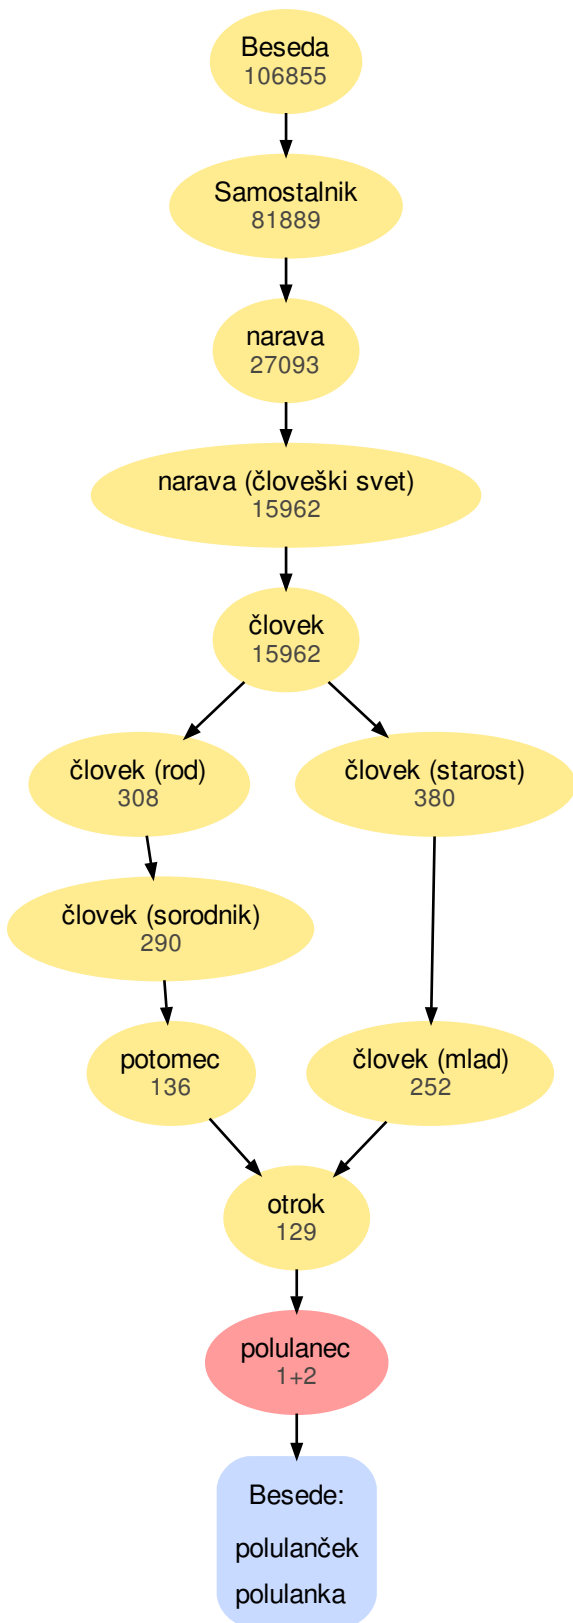 Beseda
106855
Samostalnik
81889
narava
27093
narava (človeški svet)
15962
človek
15962
človek (rod)
308
človek (starost)
380
človek (sorodnik)
290
potomec
136
človek (mlad)
252
otrok
129
polulanec
1+2
Besede:
polulanček
polulanka